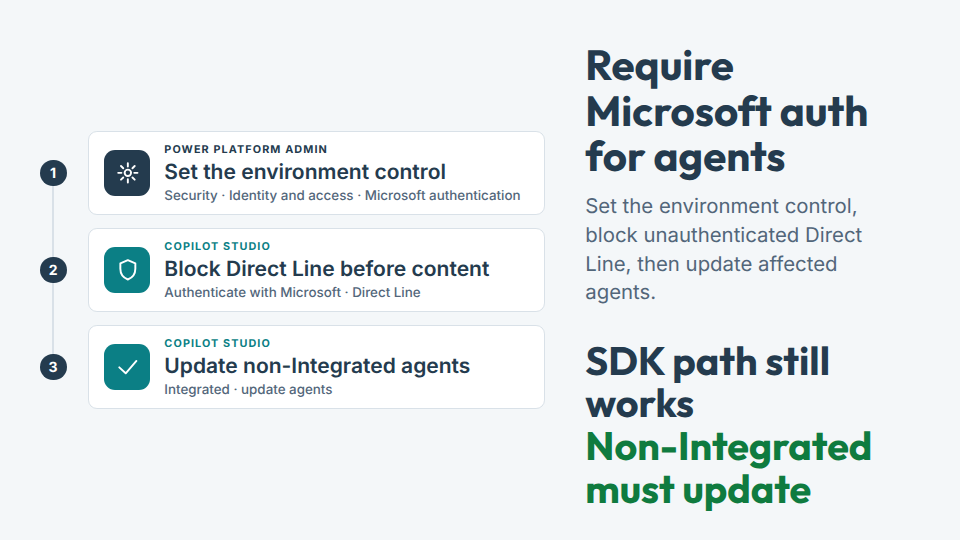 1
POWER PLATFORM ADMIN
Set the environment control
Security · Identity and access · Microsoft authentication
2
COPILOT STUDIO
Block Direct Line before content
Authenticate with Microsoft · Direct Line
3
COPILOT STUDIO
Update non-Integrated agents
Integrated · update agents
Require
Microsoft auth
for agents
Set the environment control,
block unauthenticated Direct
Line, then update affected
agents.
SDK path still
works
Non-Integrated
must update